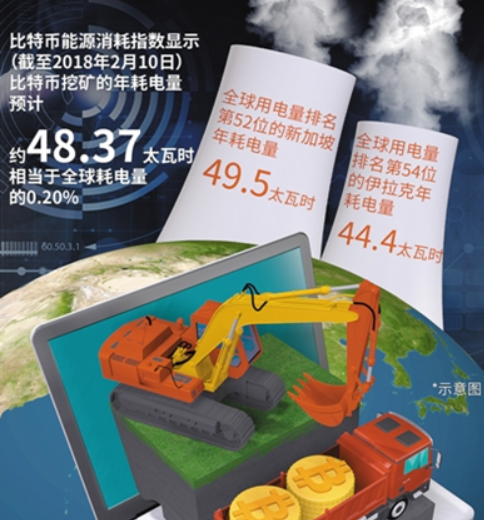 比特币能源消耗指数显示
（截至2018年2月10日）
比特币挖矿的年耗电量
预计
约48.37太瓦时
相当于全球耗电量
的0.20%
全球用电量排名
第52位的新加坡
年耗电量
49.5太瓦时
全球用电量
排名第54位
的伊拉克年
耗电量
44.4太瓦时
60.50.3.1
*示意图